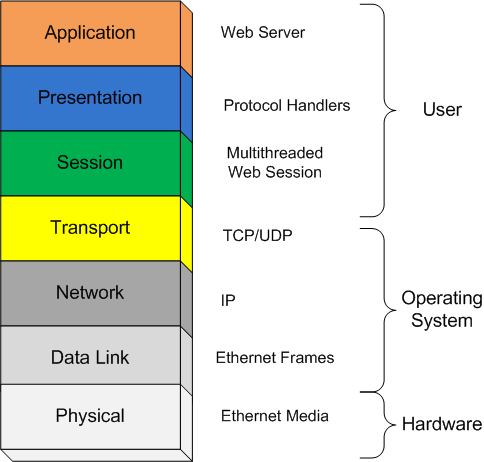 Application
Web Server
Presentation
Protocol Handlers
User
Session
Multithreaded
Web Session
Transport
TCP/UDP
Network
IP
Operating
System
Data Link
Ethernet Frames
Physical
Ethernet Media
Hardware